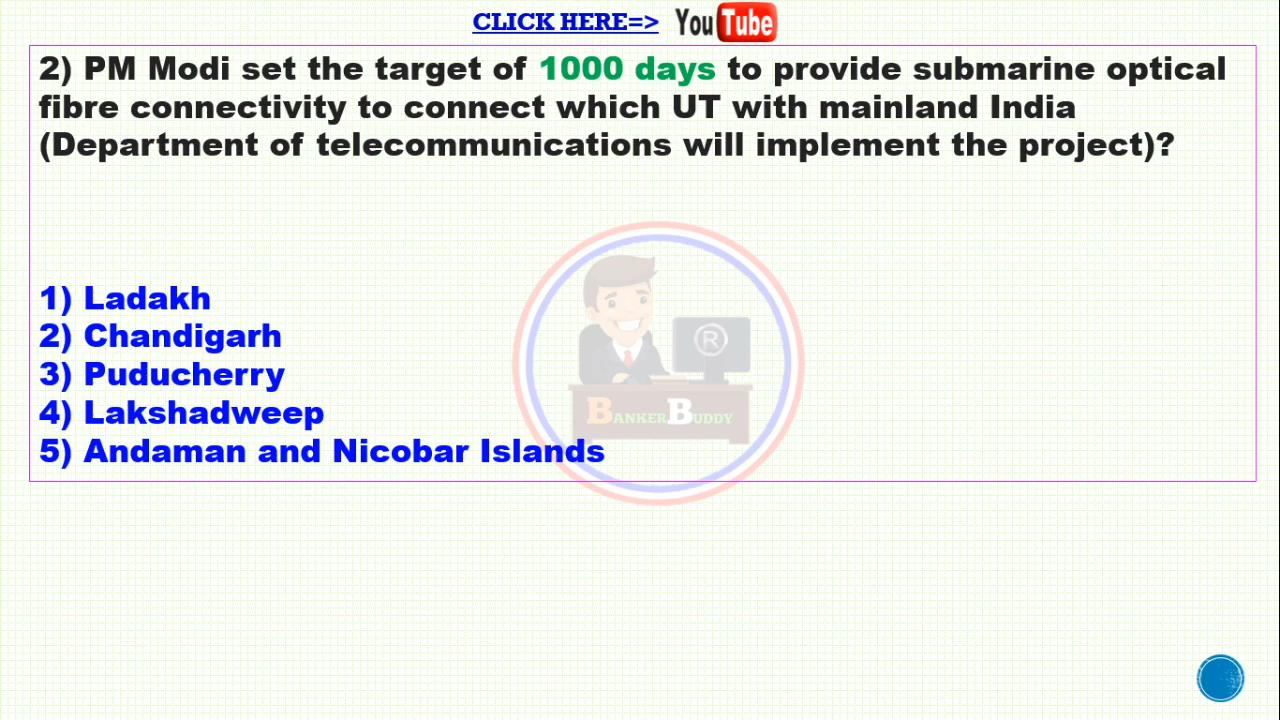 CLICK HERE=> YouTube
2) PM Modi set the target of 1000 days to provide submarine optical
fibre connectivity to connect which UT with mainland India
(Department of telecommunications will implement the project)?
1) Ladakh
2) Chandigarh
3) Puducherry
4) Lakshadweep
5) Andaman and Nicobar Islands
®
BANKERBUDDY